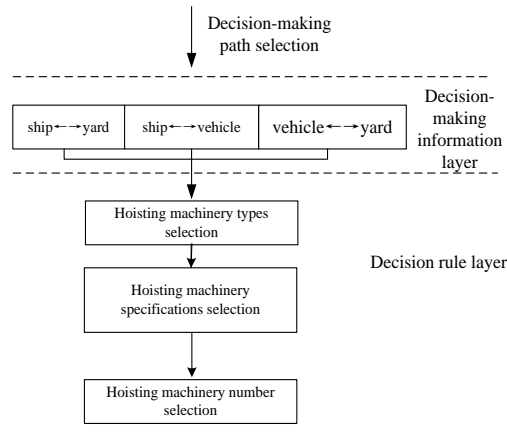 Decision-making
path selection
ship←→yard
ship←→vehicle
vehicle←→yard
Decision-
making
information
layer
Hoisting machinery types
selection
Decision rule layer
Hoisting machinery
specifications selection
Hoisting machinery number
selection